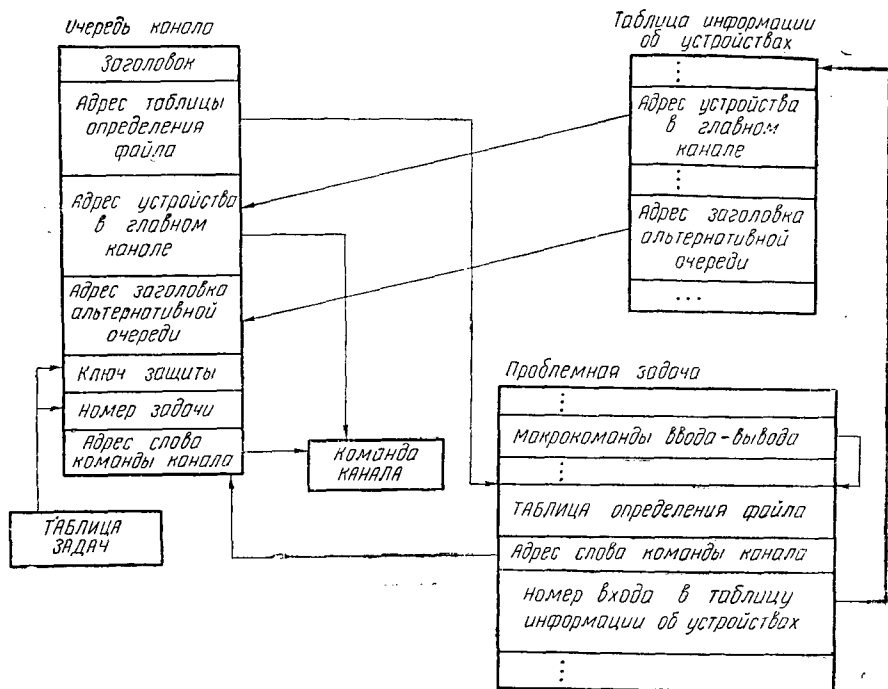 Очередь канала
Заголовок
Адрес таблицы
определения
файла
Адрес устройства
в главном
канале
Адрес заголовка
альтернативной
очереди
Ключ защиты
Номер задачи
Адрес слова
команды канала
ТАБЛИЦА
ЗАДАЧ
КОМАНДА
КАНАЛА
Таблица информации
об устройствах
⋮
Адрес устройства
в главном
канале
⋮
Адрес заголовка
альтернативной
очереди
...
Проблемная задача
⋮
Макрокоманды ввода-вывода
⋮
ТАБЛИЦА определения файла
Адрес слова команды канала
Номер входа в таблицу
информации об устройствах
⋮